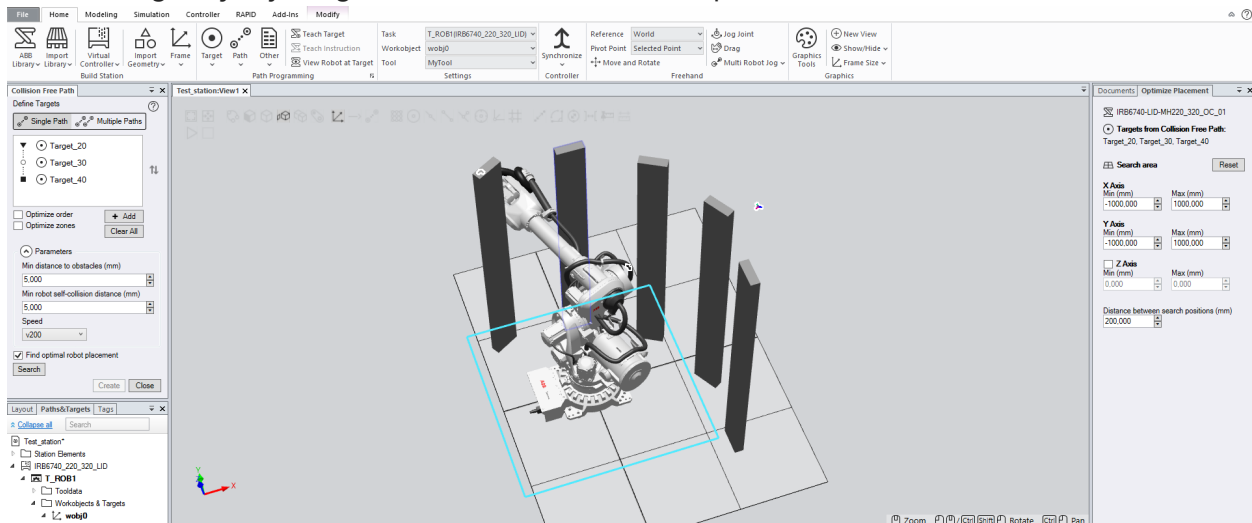 File Home Modeling Simulation Controller RAPID Add-Ins Modify
ABB Library
Import Library
Virtual Controller
Import Geometry
Frame
Build Station
Target
Path
Other
Teach Target
Teach Instruction
View Robot at Target
Path Programming
Task T_ROB1(IRB6740_220_320_LID)
Workobject wobj0
Tool MyTool
Settings
Synchronize
Controller
Reference World
Pivot Point Selected Point
Move and Rotate
Jog Joint
Drag
Multi Robot Jog
Freehand
Graphics Tools
New View
Show/Hide
Frame Size
Graphics
Collision Free Path
Define Targets
Single Path Multiple Paths
Target_20
Target_30
Target_40
Optimize order
Optimize zones
+ Add
Clear All
Parameters
Min distance to obstacles (mm)
5,000
Min robot self-collision distance (mm)
5,000
Speed
v200
Find optimal robot placement
Search
Create Close
Layout Paths&Targets Tags
Collapse all Search
Test_station*
Station Elements
IRB6740_220_320_LID
T_ROB1
Tooldata
Workobjects & Targets
wobj0
Test_station:View1 X
Y
X
Zoom Ctrl Shift Rotate Ctrl Pan
Documents Optimize Placement
IRB6740-LID-MH220_320_OC_01
Targets from Collision Free Path:
Target_20, Target_30, Target_40
Search area Reset
X Axis
Min (mm) Max (mm)
-1000,000 1000,000
Y Axis
Min (mm) Max (mm)
-1000,000 1000,000
Z Axis
Min (mm) Max (mm)
0,000 0,000
Distance between search positions (mm)
200,000